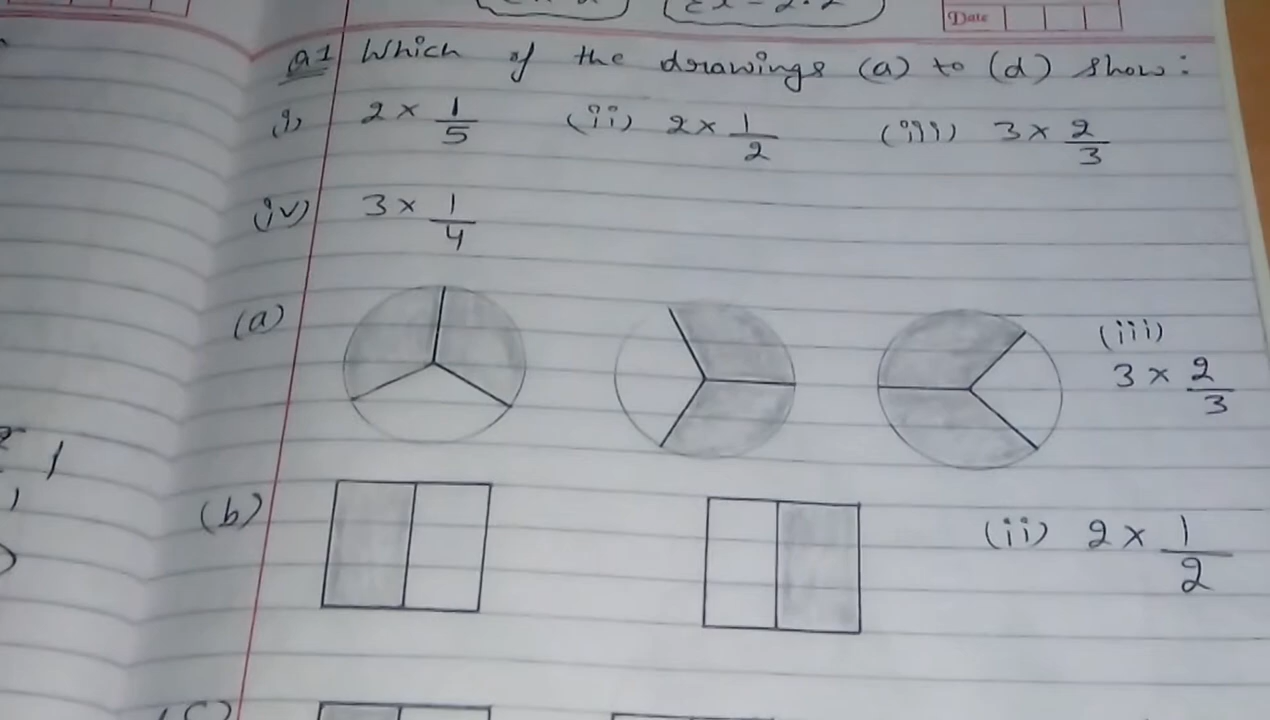 Date
Q1 Which of the drawings (a) to (d) show:
(i) 2 × 1/5 (ii) 2 × 1/2 (iii) 3 × 2/3
(iv) 3 × 1/4
(a) (iii)
3 × 2/3
(b) (ii) 2 × 1/2
(c)